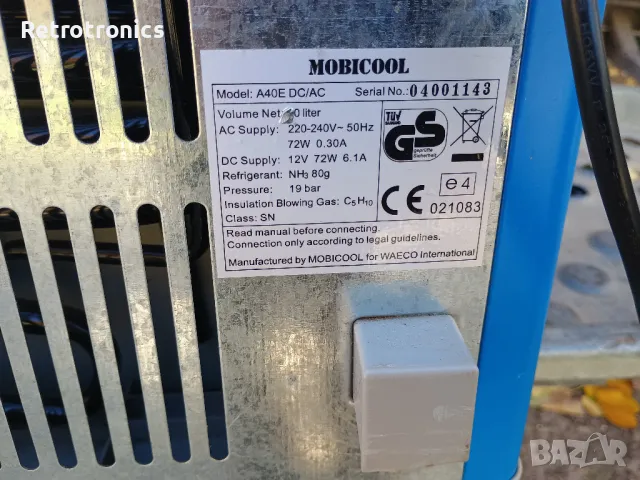 Retrotronics
MOBICOOL
Model: A40E DC/AC Serial No.: 04001143
Volume Net 0 liter
AC Supply: 220-240V~ 50Hz
72W 0.30A
DC Supply: 12V 72W 6.1A
Refrigerant: NH₃ 80g
Pressure: 19 bar
Insulation Blowing Gas: C₅H₁₀
Class: SN
TÜV
GS
geprüfte
Sicherheit
e4
CE 021083
Read manual before connecting.
Connection only according to legal guidelines.
Manufactured by MOBICOOL for WAECO International
BAZAR